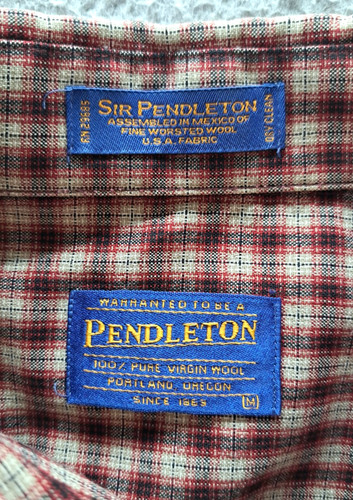 SIR PENDLETON
ASSEMBLED IN MEXICO OF
FINE WORSTED WOOL
U.S.A. FABRIC
DRY CLEAN
WARRANTED TO BE A
PENDLETON
100% PURE VIRGIN WOOL
PORTLAND, OREGON
SINCE 1889
M